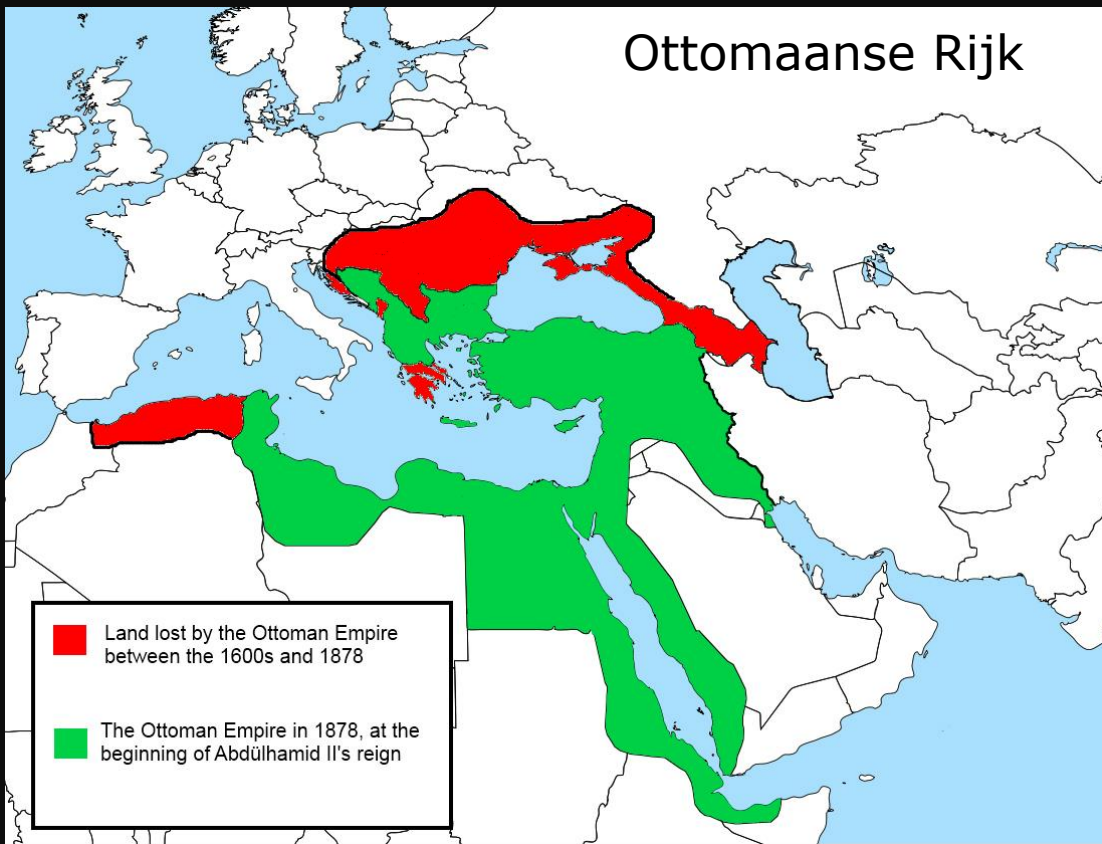 Ottomaanse Rijk
Land lost by the Ottoman Empire
between the 1600s and 1878
The Ottoman Empire in 1878, at the
beginning of Abdülhamid II's reign